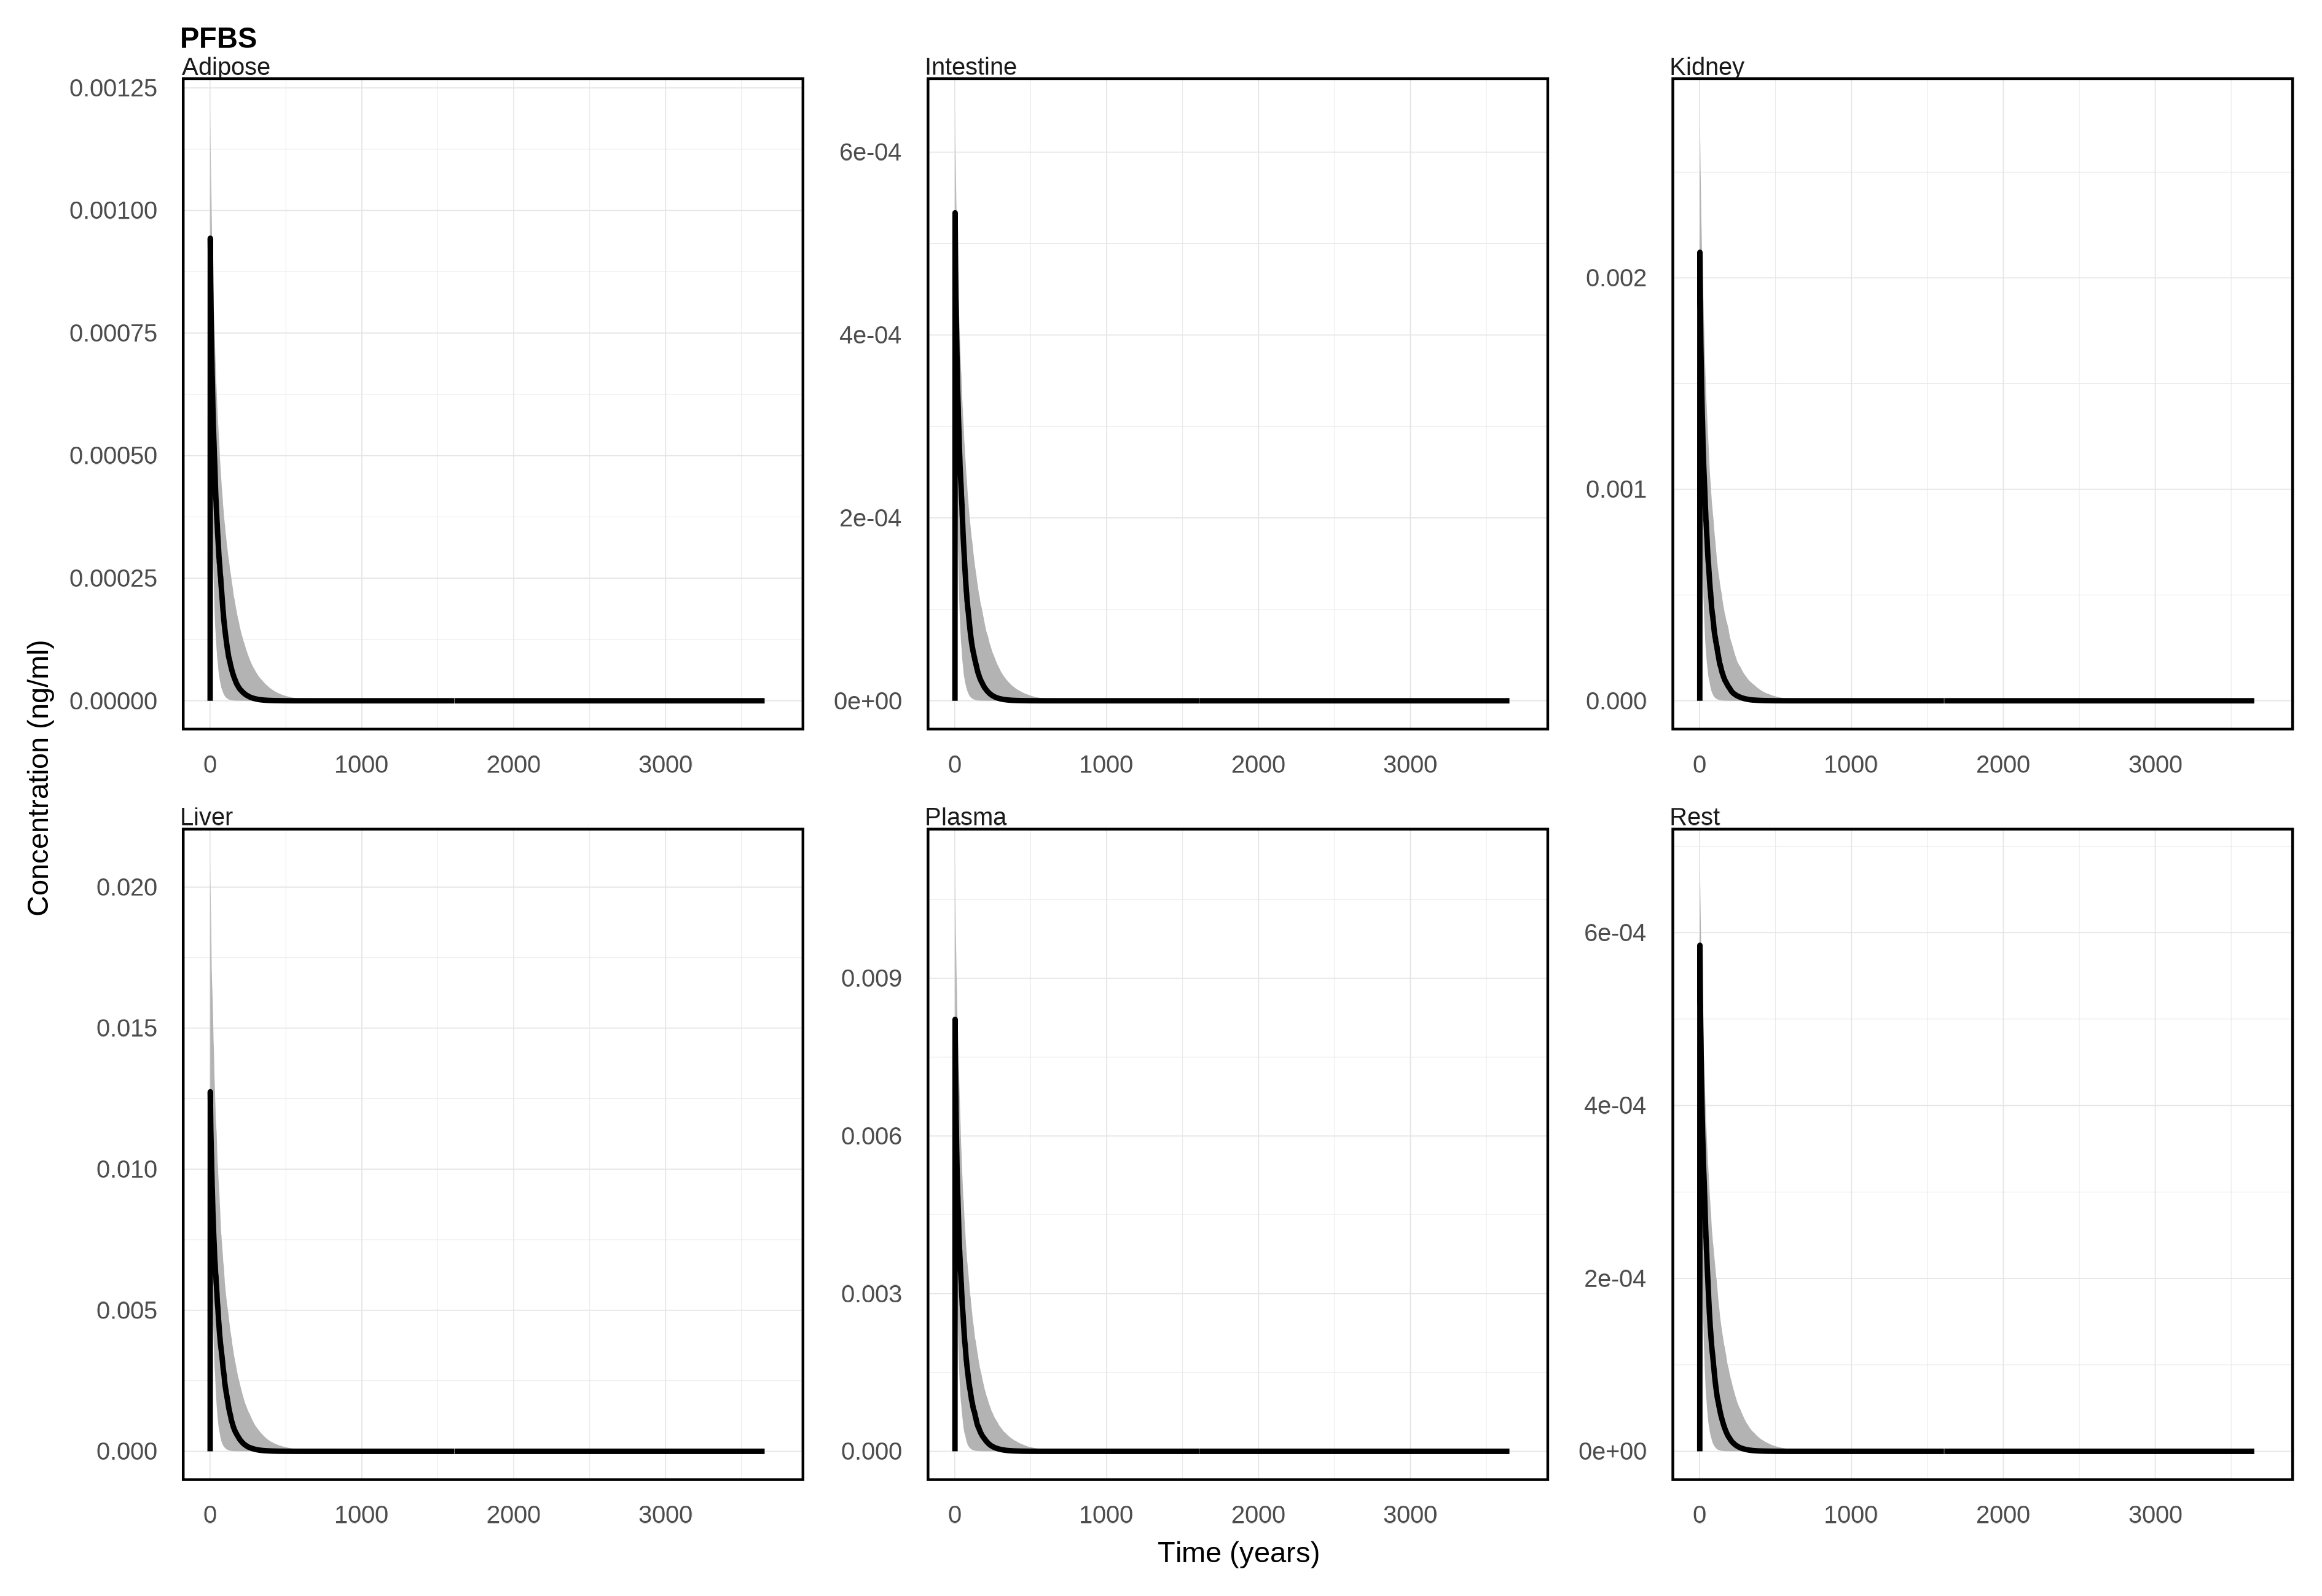 PFBS
Adipose
Intestine
Kidney
0.00125
0.00100
0.00075
0.00050
0.00025
0.00000
6e-04
4e-04
2e-04
0e+00
0.002
0.001
0.000
0 1000 2000 3000
0 1000 2000 3000
0 1000 2000 3000
Concentration (ng/ml)
Liver
Plasma
Rest
0.020
0.015
0.010
0.005
0.000
0.009
0.006
0.003
0.000
6e-04
4e-04
2e-04
0e+00
0 1000 2000 3000
0 1000 2000 3000
0 1000 2000 3000
Time (years)